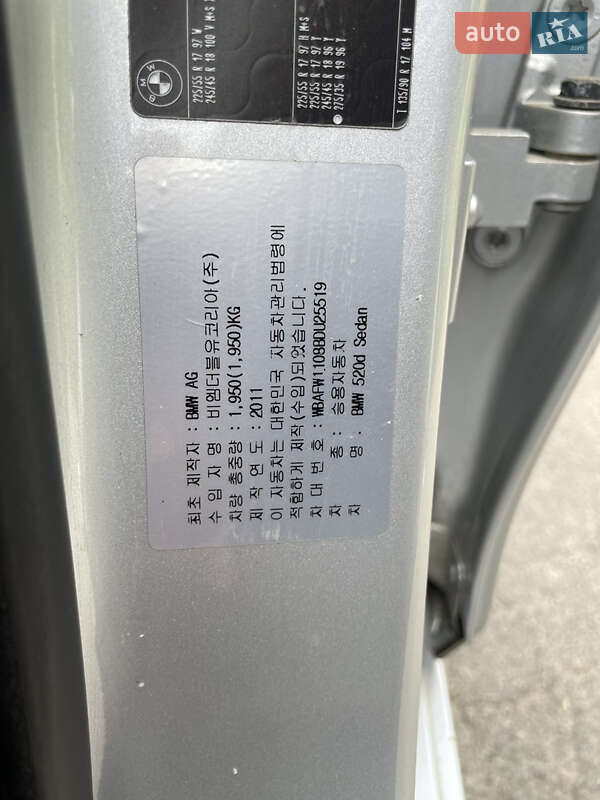 auto RIA.com
BMW
225/55 R 17 97 W
245/45 R 18 100 V M+S
225/55 R 17 97 H M+S
225/55 R 17 97 Y
245/45 R 18 96 Y
275/35 R 19 96 Y
T 135/90 R 17 104 M
최초 제작자 : BMW AG
수 입 자 명 : 비엠더블유코리아(주)
차량 총중량 : 1,950(1,950)KG
제 작 연 도 : 2011
이 자동차는 대한민국 자동차관리법령에
적합하게 제작(수입)되었습니다.
차 대 번 호 : WBAFW1108BDU25519
차 종 : 승용자동차
차 명 : BMW 520d Sedan